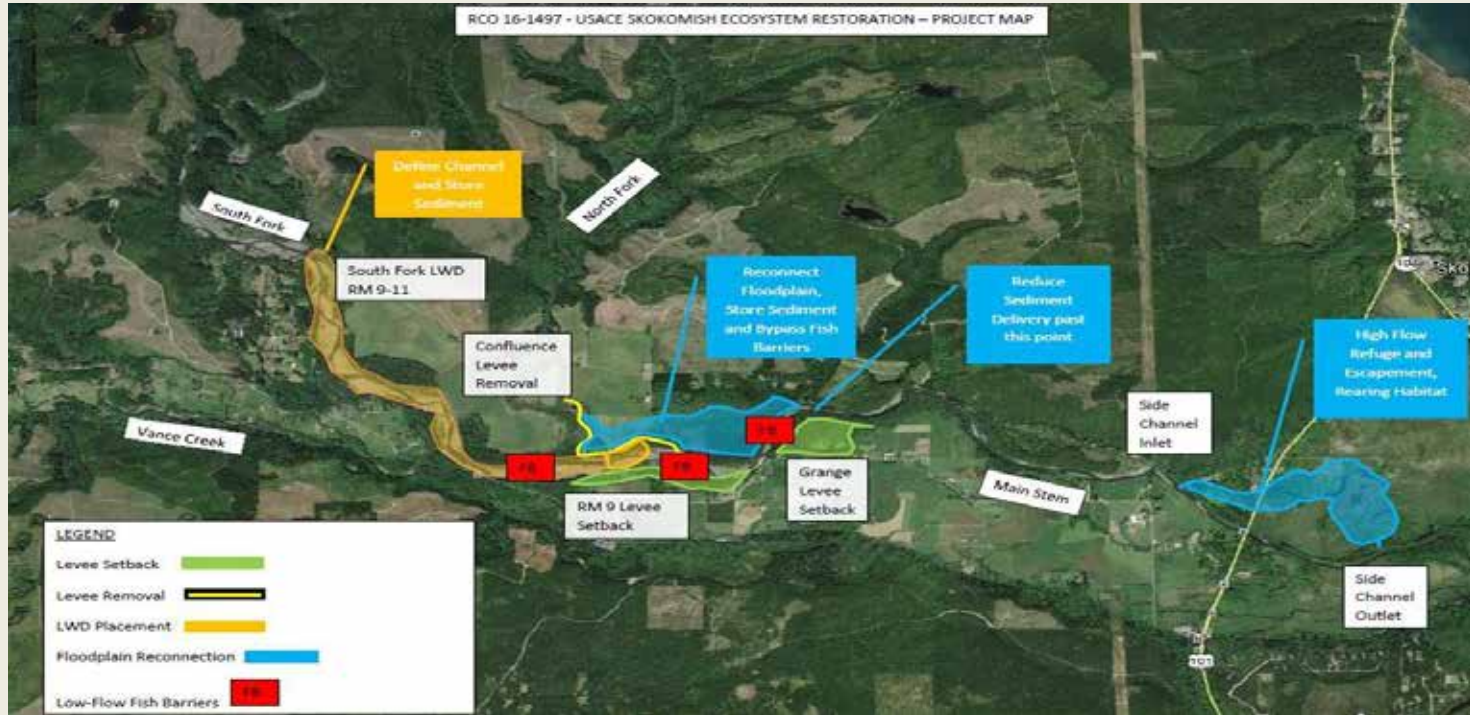 RCO 16-1497 - USACE SKOKOMISH ECOSYSTEM RESTORATION – PROJECT MAP
Define Channel
and Store
Sediment
South Fork
North Fork
South Fork LWD
RM 9-11
Reconnect
Floodplain,
Store Sediment
and Bypass Fish
Barriers
Reduce
Sediment
Delivery past
this point
High Flow
Refuge and
Escapement,
Rearing Habitat
Confluence
Levee
Removal
Vance Creek
Side
Channel
Inlet
FB
FB
FB
RM 9 Levee
Setback
Grange
Levee
Setback
Main Stem
Side
Channel
Outlet
101
LEGEND
Levee Setback
Levee Removal
LWD Placement
Floodplain Reconnection
Low-Flow Fish Barriers FB